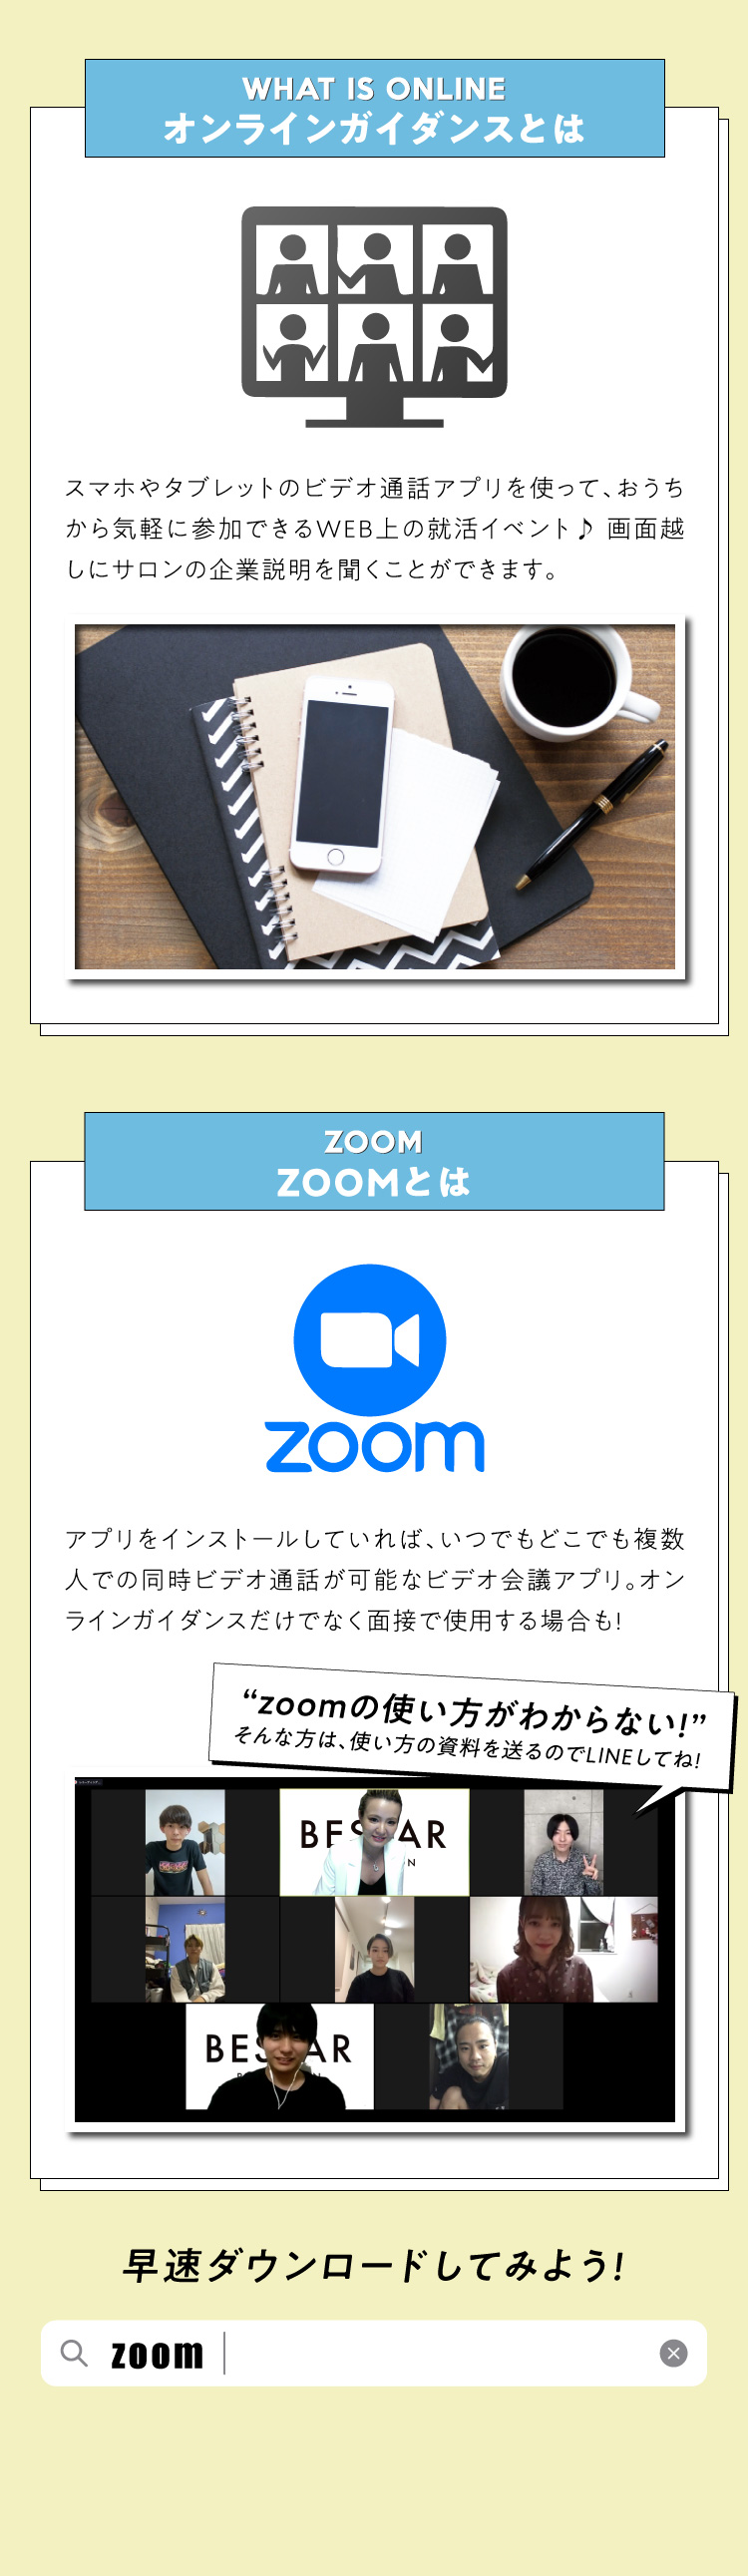 WHAT IS ONLINE
オンラインガイダンスとは
スマホやタブレットのビデオ通話アプリを使って、おうち
から気軽に参加できるWEB上の就活イベント♪ 画面越
しにサロンの企業説明を聞くことができます。
ZOOM
ZOOMとは
zoom
アプリをインストールしていれば、いつでもどこでも複数
人での同時ビデオ通話が可能なビデオ会議アプリ。オン
ラインガイダンスだけでなく面接で使用する場合も!
“zoomの使い方がわからない!”
そんな方は、使い方の資料を送るのでLINEしてね!
早速ダウンロードしてみよう!
zoom